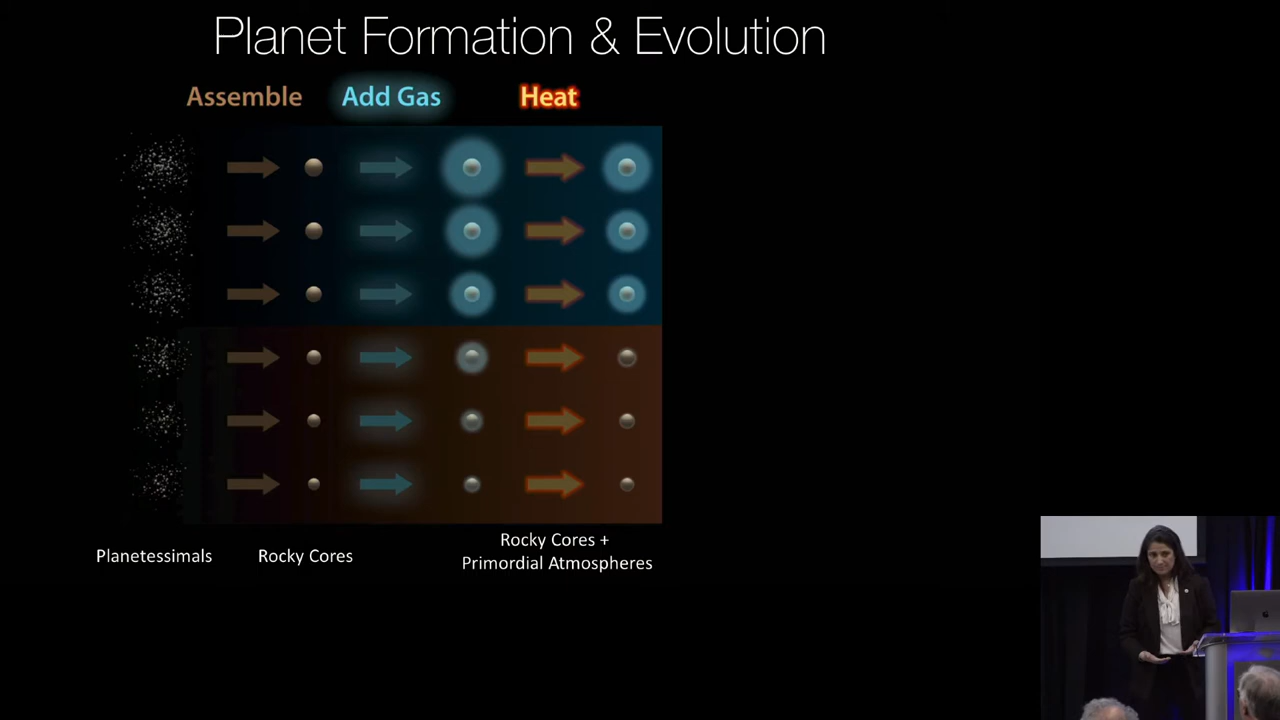 Planet Formation & Evolution
Assemble
Add Gas
Heat
Planetessimals
Rocky Cores
Rocky Cores +
Primordial Atmospheres